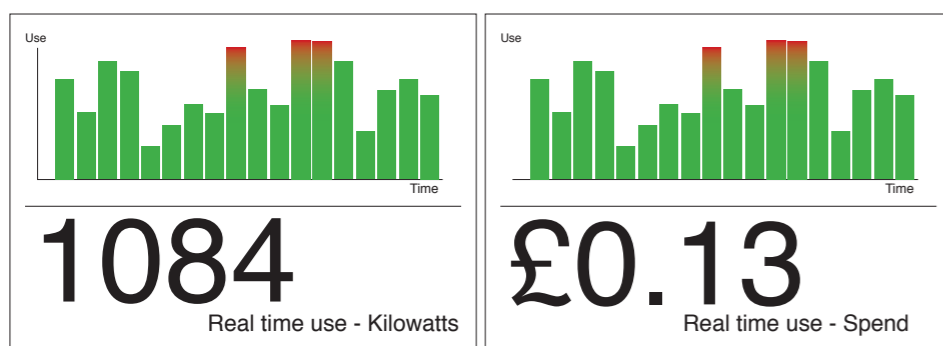 Use
Time
1084
Real time use - Kilowatts
Use
Time
£0.13
Real time use - Spend